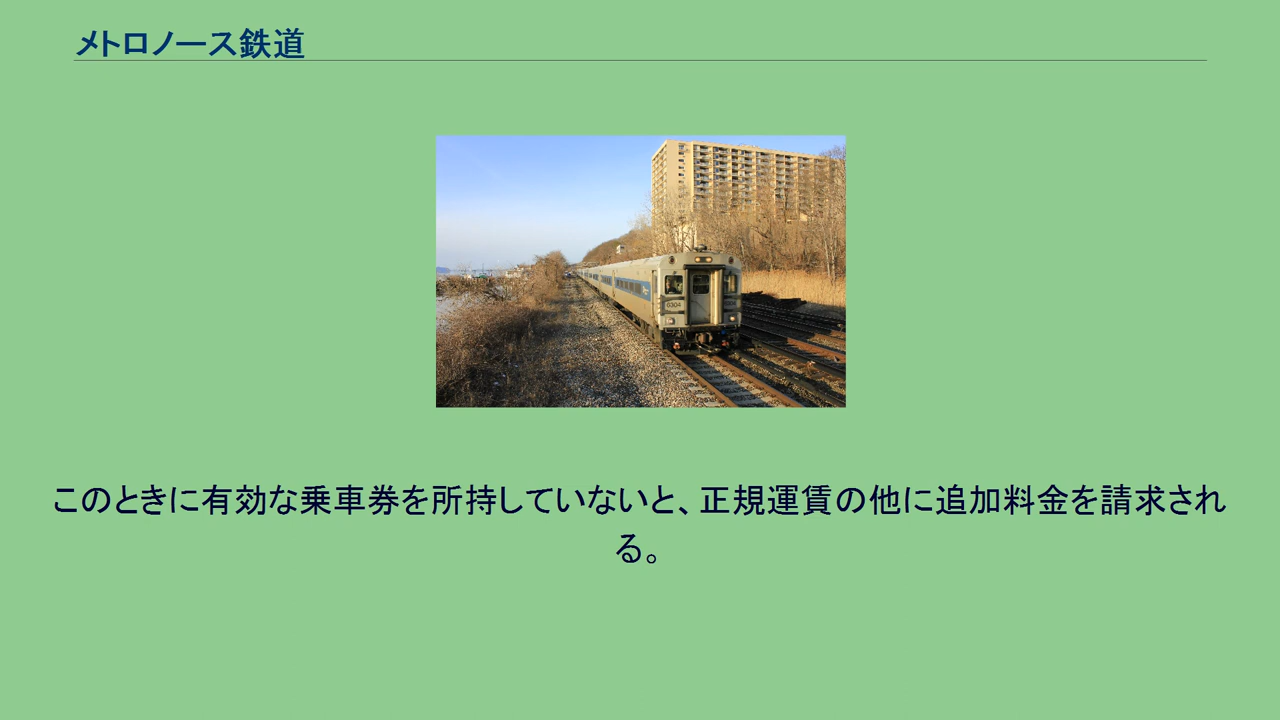 メトロノース鉄道
6304
このときに有効な乗車券を所持していないと、正規運賃の他に追加料金を請求され
る。